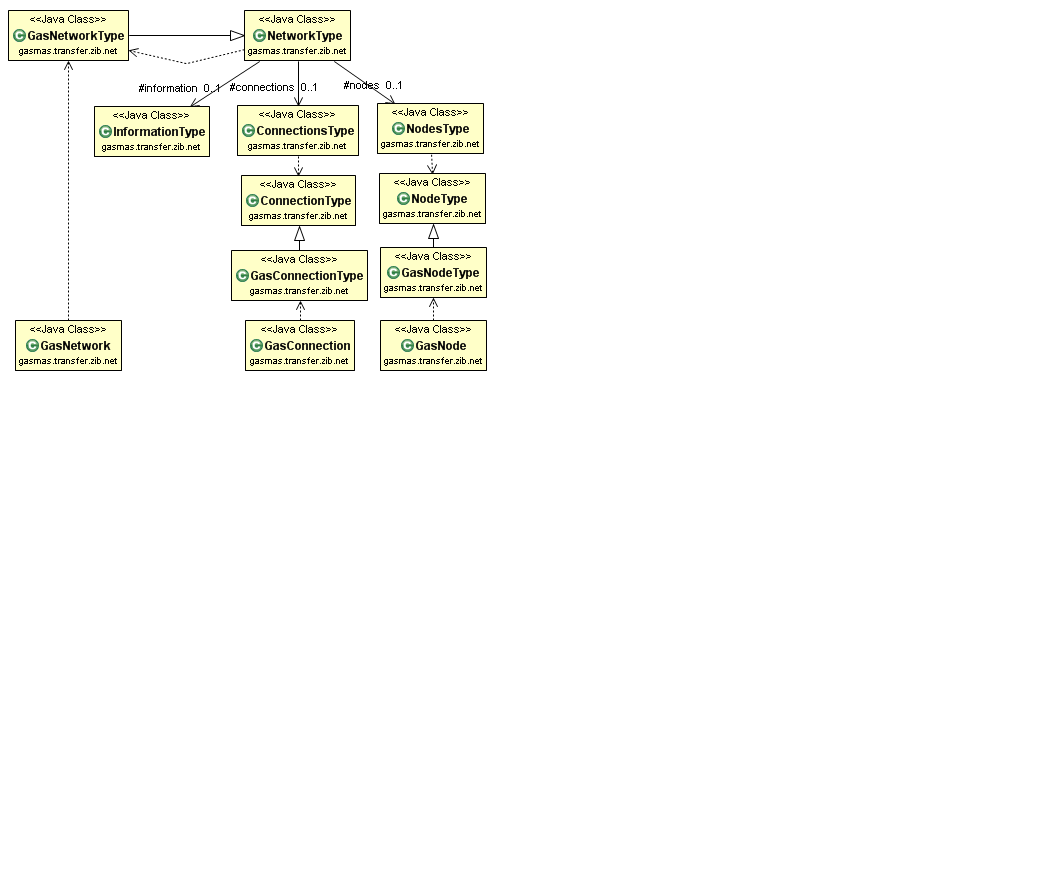 <<Java Class>>
GasNetworkType
gasmas.transfer.zib.net
<<Java Class>>
NetworkType
gasmas.transfer.zib.net
#information 0..1
#connections 0..1
#nodes 0..1
<<Java Class>>
InformationType
gasmas.transfer.zib.net
<<Java Class>>
ConnectionsType
gasmas.transfer.zib.net
<<Java Class>>
NodesType
gasmas.transfer.zib.net
<<Java Class>>
ConnectionType
gasmas.transfer.zib.net
<<Java Class>>
NodeType
gasmas.transfer.zib.net
<<Java Class>>
GasConnectionType
gasmas.transfer.zib.net
<<Java Class>>
GasNodeType
gasmas.transfer.zib.net
<<Java Class>>
GasNetwork
gasmas.transfer.zib.net
<<Java Class>>
GasConnection
gasmas.transfer.zib.net
<<Java Class>>
GasNode
gasmas.transfer.zib.net